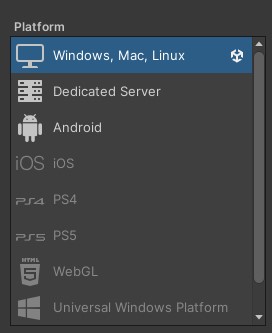 Platform
Windows, Mac, Linux
Dedicated Server
Android
iOS iOS
PS4 PS4
PS5 PS5
HTML 5 WebGL
Universal Windows Platform